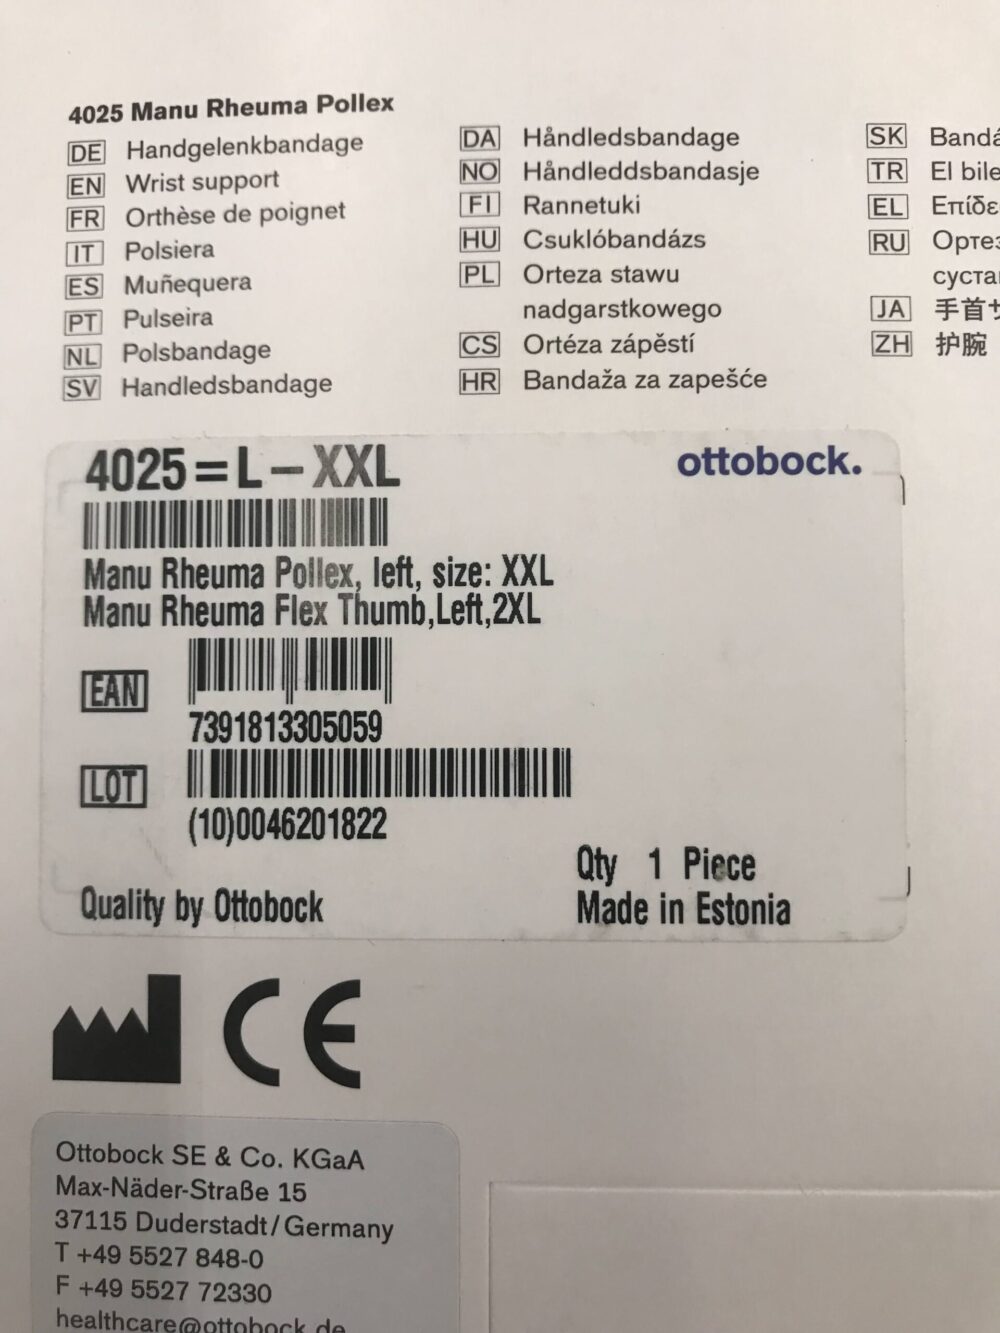 4025 Manu Rheuma Pollex
DE Handgelenkbandage
EN Wrist support
FR Orthèse de poignet
IT Polsiera
ES Muñequera
PT Pulseira
NL Polsbandage
SV Handledsbandage
DA Håndledsbandage
NO Håndleddsbandasje
FI Rannetuki
HU Csuklóbandázs
PL Orteza stawu
nadgarstkowego
CS Ortéza zápěstí
HR Bandaža za zapešće
SK
TR El
EL
RU
JA
ZH 护腕
4025=L-XXL
ottobock.
Manu Rheuma Pollex, left, size: XXL
Manu Rheuma Flex Thumb,Left,2XL
EAN
7391813305059
LOT
(10)0046201822
Qty 1 Piece
Quality by Ottobock
Made in Estonia
CE
Ottobock SE & Co. KGaA
Max-Näder-Straße 15
37115 Duderstadt/Germany
T +49 5527 848-0
F +49 5527 72330
healthcare@ottobock.de